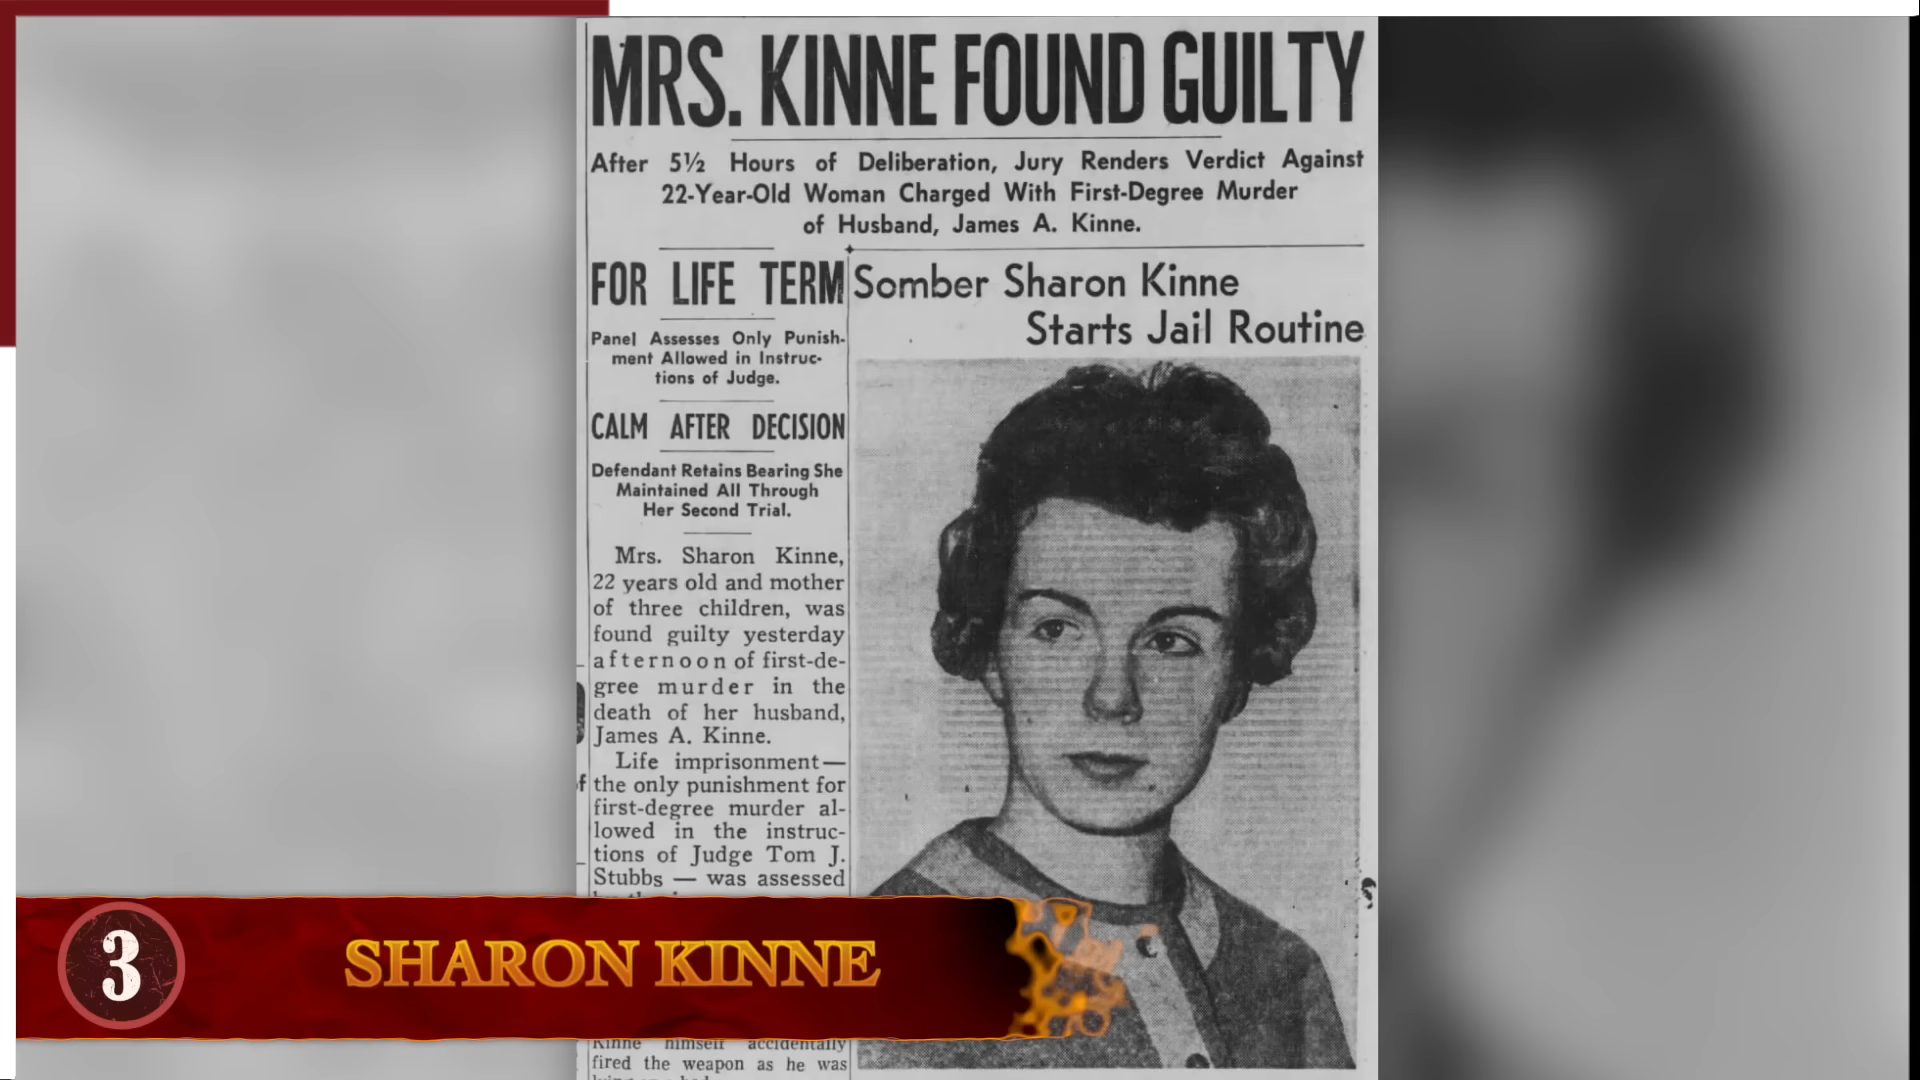 MRS. KINNE FOUND GUILTY
After 5½ Hours of Deliberation, Jury Renders Verdict Against
22-Year-Old Woman Charged With First-Degree Murder
of Husband, James A. Kinne.
FOR LIFE TERM
Panel Assesses Only Punish-
ment Allowed in Instruc-
tions of Judge.
CALM AFTER DECISION
Defendant Retains Bearing She
Maintained All Through
Her Second Trial.
Mrs. Sharon Kinne,
22 years old and mother
of three children, was
found guilty yesterday
afternoon of first-de-
gree murder in the
death of her husband,
James A. Kinne.
Life imprisonment—
the only punishment for
first-degree murder al-
lowed in the instruc-
tions of Judge Tom J.
Stubbs — was assessed
Somber Sharon Kinne
Starts Jail Routine
f
3
SHARON KINNE
Kinne himself accidentally
fired the weapon as he was